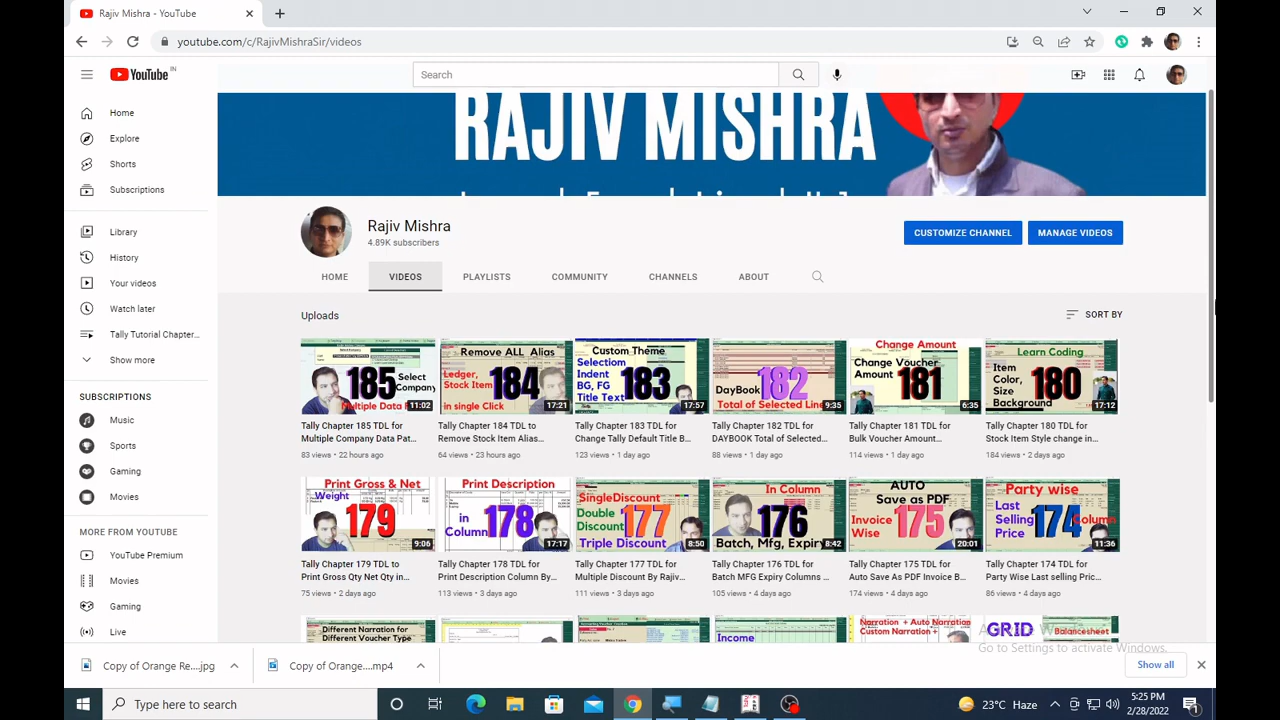 Rajiv Mishra - YouTube
youtube.com/c/RajivMishraSir/videos
YouTube IN
Search
Home
Explore
Shorts
Subscriptions
Library
History
Your videos
Watch later
Tally Tutorial Chapter...
Show more
SUBSCRIPTIONS
Music
Sports
Gaming
Movies
MORE FROM YOUTUBE
YouTube Premium
Movies
Gaming
Live
RAJIV MISHRA
Rajiv Mishra
4.89K subscribers
CUSTOMIZE CHANNEL
MANAGE VIDEOS
HOME
VIDEOS
PLAYLISTS
COMMUNITY
CHANNELS
ABOUT
Uploads
SORT BY
185
Select
Company
11:02
Remove ALL Alias
Ledger,
Stock Item
184
in single Click
17:21
Custom Theme
Selection
Indent
BG, FG
Title Text
183
17:57
182
DayBook
Total of Selected Line
9:35
Change Amount
Change Voucher
Amount
181
6:35
Learn Coding
Item
Color,
Size
Background
180
17:12
Tally Chapter 185 TDL for
Multiple Company Data Pat...
83 views • 22 hours ago
Tally Chapter 184 TDL to
Remove Stock Item Alias...
64 views • 23 hours ago
Tally Chapter 183 TDL for
Change Tally Default Title B...
123 views • 1 day ago
Tally Chapter 182 TDL for
DAYBOOK Total of Selected...
88 views • 1 day ago
Tally Chapter 181 TDL for
Bulk Voucher Amount...
114 views • 1 day ago
Tally Chapter 180 TDL for
Stock Item Style change in...
184 views • 2 days ago
Print Gross & Net
Weight
179
9:06
Print Description
in
Column
178
17:17
SingleDiscount
Double
Discount
177
Triple Discount
8:50
In Column
176
Batch, Mfg, Expiry
8:42
AUTO
Save as PDF
Invoice
Wise
175
20:01
Party wise
Last
Selling
Price
174
Column
11:36
Tally Chapter 179 TDL to
Print Gross Qty Net Qty in...
75 views • 2 days ago
Tally Chapter 178 TDL for
Print Description Column By...
113 views • 3 days ago
Tally Chapter 177 TDL for
Multiple Discount By Rajiv...
111 views • 3 days ago
Tally Chapter 176 TDL for
Batch MFG Expiry Columns ...
105 views • 4 days ago
Tally Chapter 175 TDL for
Auto Save As PDF Invoice B...
174 views • 4 days ago
Tally Chapter 174 TDL for
Party Wise Last selling Pric...
86 views • 4 days ago
Different Narration for
Different Voucher Type
Income
Narration + Auto Narration
Custom Narration +
GRID
Balancesheet
Go to Settings to activate Windows.
Copy of Orange Re....jpg
Copy of Orange....mp4
Show all
Type here to search
23°C Haze
5:25 PM
2/28/2022